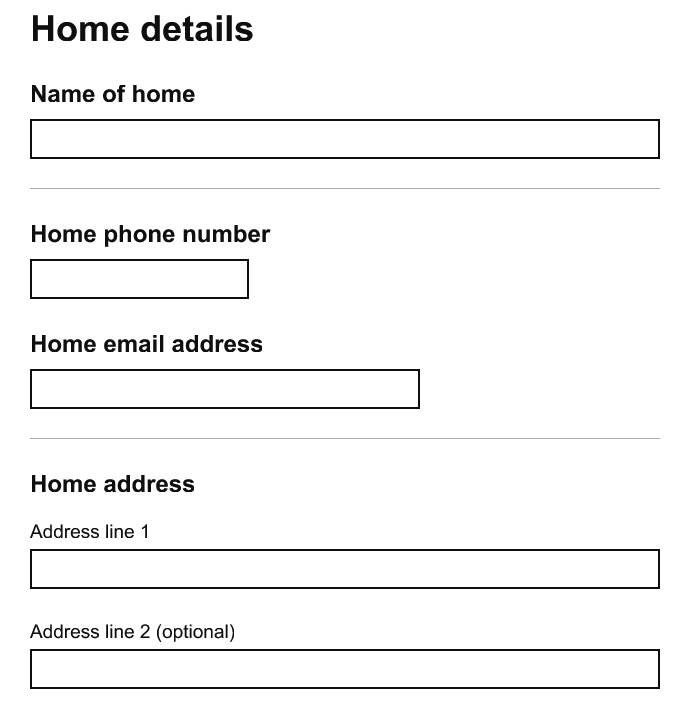 Home details
Name of home
Home phone number
Home email address
Home address
Address line 1
Address line 2 (optional)